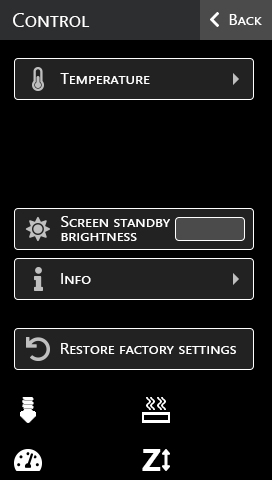 Control
Back
Temperature
Screen standby
brightness
Info
Restore factory settings
Z